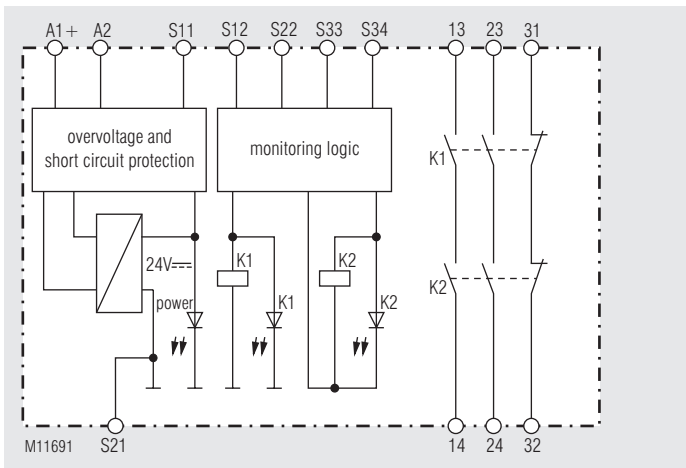 A1+ A2 S11 S12 S22 S33 S34 13 23 31
overvoltage and
short circuit protection
monitoring logic
K1
24V K1 K2
K2
power K1 K2
M11691 S21 14 24 32